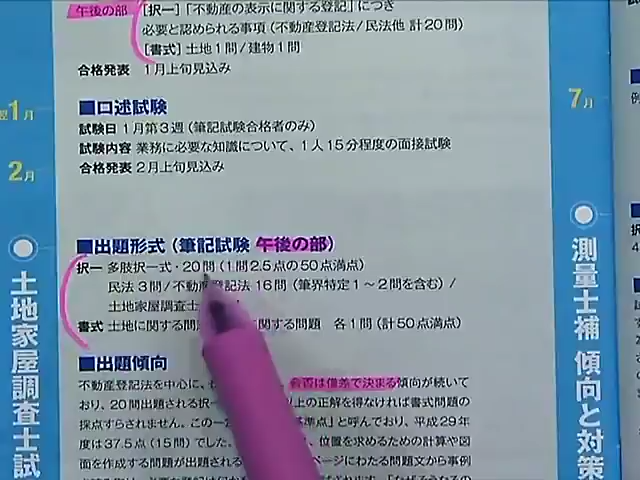 午後の部 [択一]「不動産の表示に関する登記」につき
必要と認められる事項(不動産登記法/民法他 計20問)
[書式] 土地1問/建物1問
合格発表 1月上旬見込み
■口述試験
試験日 1月第3週(筆記試験合格者のみ)
試験内容 業務に必要な知識について、1人15分程度の面接試験
合格発表 2月上旬見込み
■出題形式(筆記試験 午後の部)
択一 多肢択一式・20問(1問2.5点の50点満点)
民法 3問/不動産登記法 16問(筆界特定1～2問を含む)/
土地家屋調査士
書式 土地に関する問 関する問題 各1問(計50点満点)
■出題傾向
不動産登記法を中心に、 合否は僅差で決まる傾向が続いて
おり、20問出題される択一 以上の正解を得なければ書式問題の
採点すらされません。この一定 基準点」と呼んでおり、平成29年
度は37.5点(15問)でした。 、位置を求めるための計算や図
面を作成する問題が出題される ページにわたる問題文から事例
1月
2月
土地家屋調査士試
7月
測量士補 傾向と対策